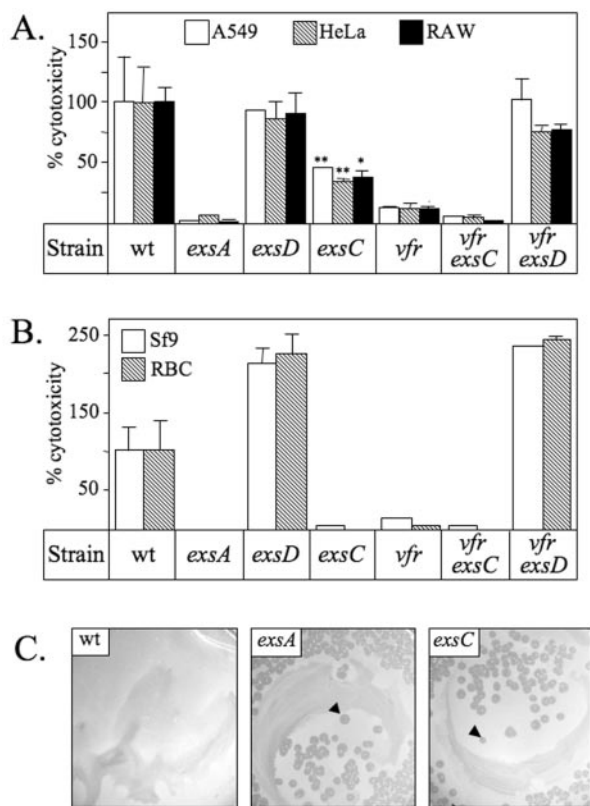 A.
A549 HeLa RAW
% cytotoxicity
150
100
50
** ** *
Strain wt exsA exsD exsC vfr vfr exsC vfr exsD
B.
Sf9
RBC
% cytotoxicity
250
150
50
Strain wt exsA exsD exsC vfr vfr exsC vfr exsD
C.
wt exsA exsC